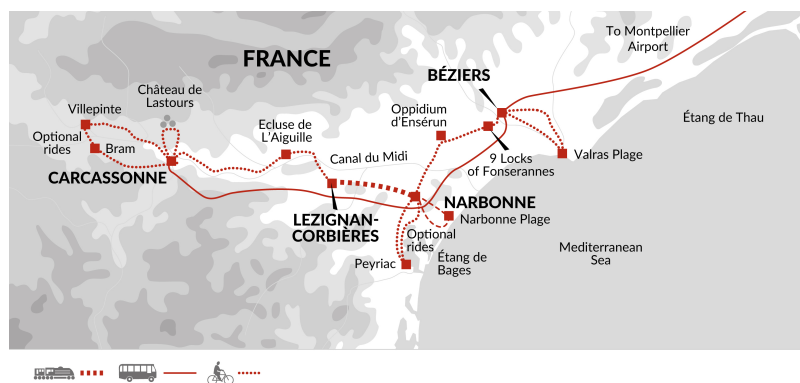 To Montpellier
Airport
FRANCE
BÉZIERS
Château de
Lastours
Villepinte
Oppidium
d'Ensérun
Étang de Thau
Ecluse de
L'Aiguille
Optional
rides
Bram
Canal du Midi
Valras Plage
9 Locks
of Fonserannes
CARCASSONNE
NARBONNE
Narbonne Plage
LEZIGNAN-
CORBIÈRES
Optional
rides
Mediterranean
Sea
Peyriac
Étang de
Bages